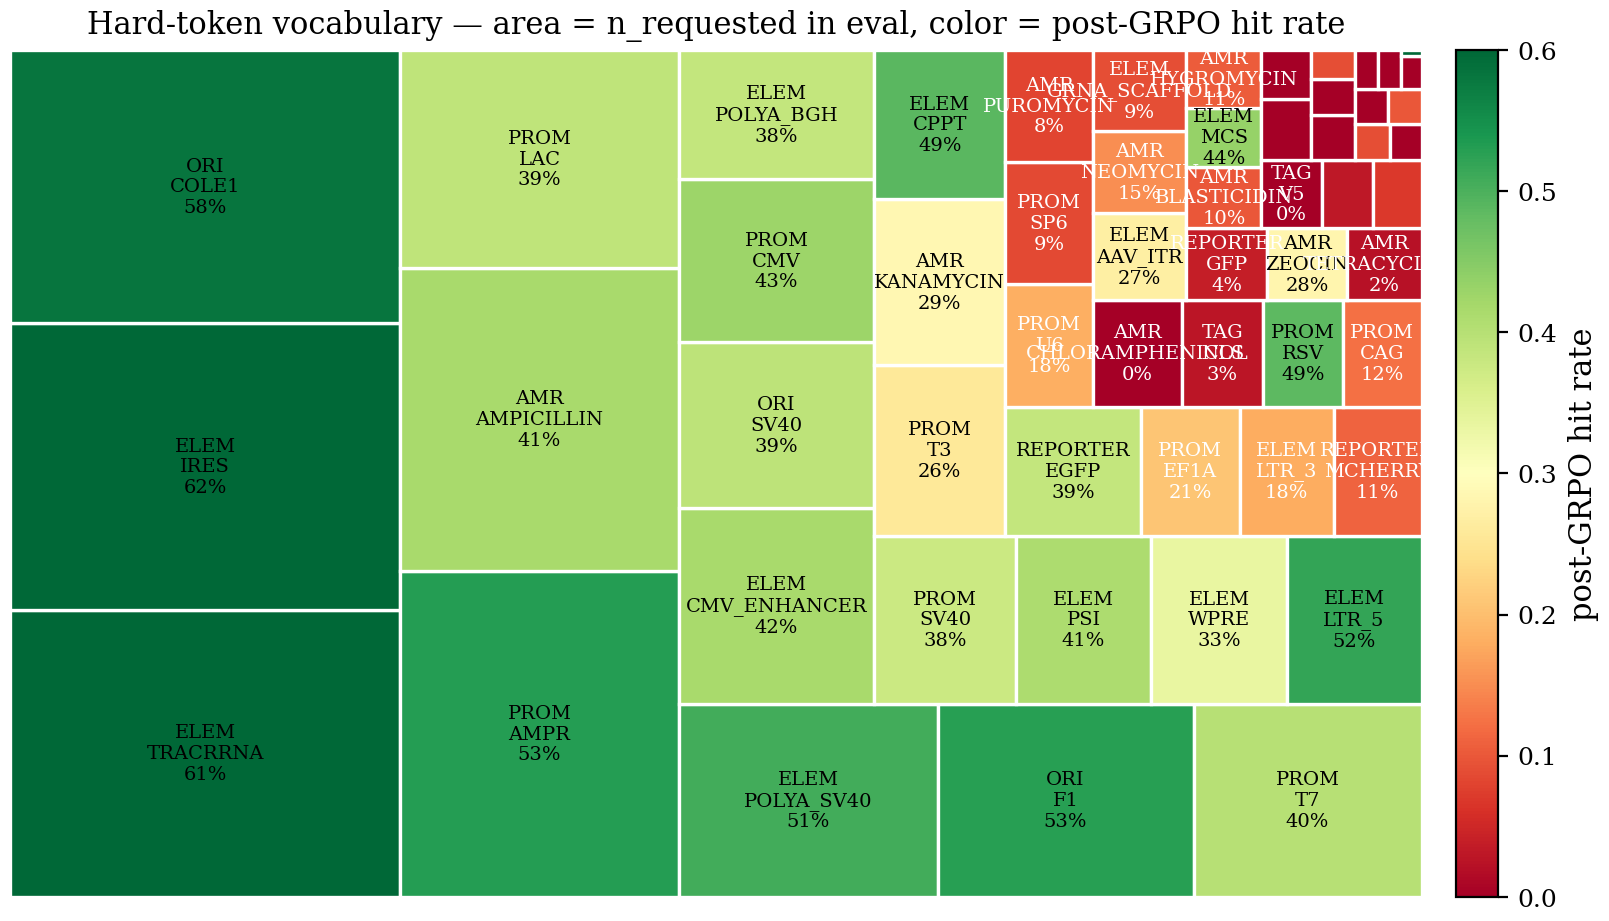 Hard-token vocabulary — area = n_requested in eval, color = post-GRPO hit rate
ORI
COLE1
58%
ELEM
IRES
62%
ELEM
TRACRRNA
61%
PROM
LAC
39%
AMR
AMPICILLIN
41%
PROM
AMPR
53%
ELEM
POLYA_BGH
38%
PROM
CMV
43%
ORI
SV40
39%
ELEM
CMV_ENHANCER
42%
ELEM
POLYA_SV40
51%
ORI
F1
53%
PROM
T7
40%
ELEM
CPPT
49%
AMR
KANAMYCIN
29%
PROM
T3
26%
PROM
SV40
38%
ELEM
PSI
41%
ELEM
WPRE
33%
ELEM
LTR_5
52%
AMR
PUROMYCIN
8%
PROM
SP6
9%
PROM
U6
18%
REPORTER
EGFP
39%
PROM
EF1A
21%
ELEM
LTR_3
18%
REPORTER
MCHERRY
11%
ELEM
GRNA_SCAFFOLD
9%
AMR
NEOMYCIN
15%
ELEM
AAV_ITR
27%
AMR
CHLORAMPHENICOL
0%
TAG
3%
PROM
RSV
49%
PROM
CAG
12%
AMR
HYGROMYCIN
11%
ELEM
MCS
44%
AMR
BLASTICIDIN
10%
REPORTER
GFP
4%
AMR
ZEOCIN
28%
AMR
2%
TAG
V5
0%
0.6
0.5
0.4
0.3
0.2
0.1
0.0
post-GRPO hit rate